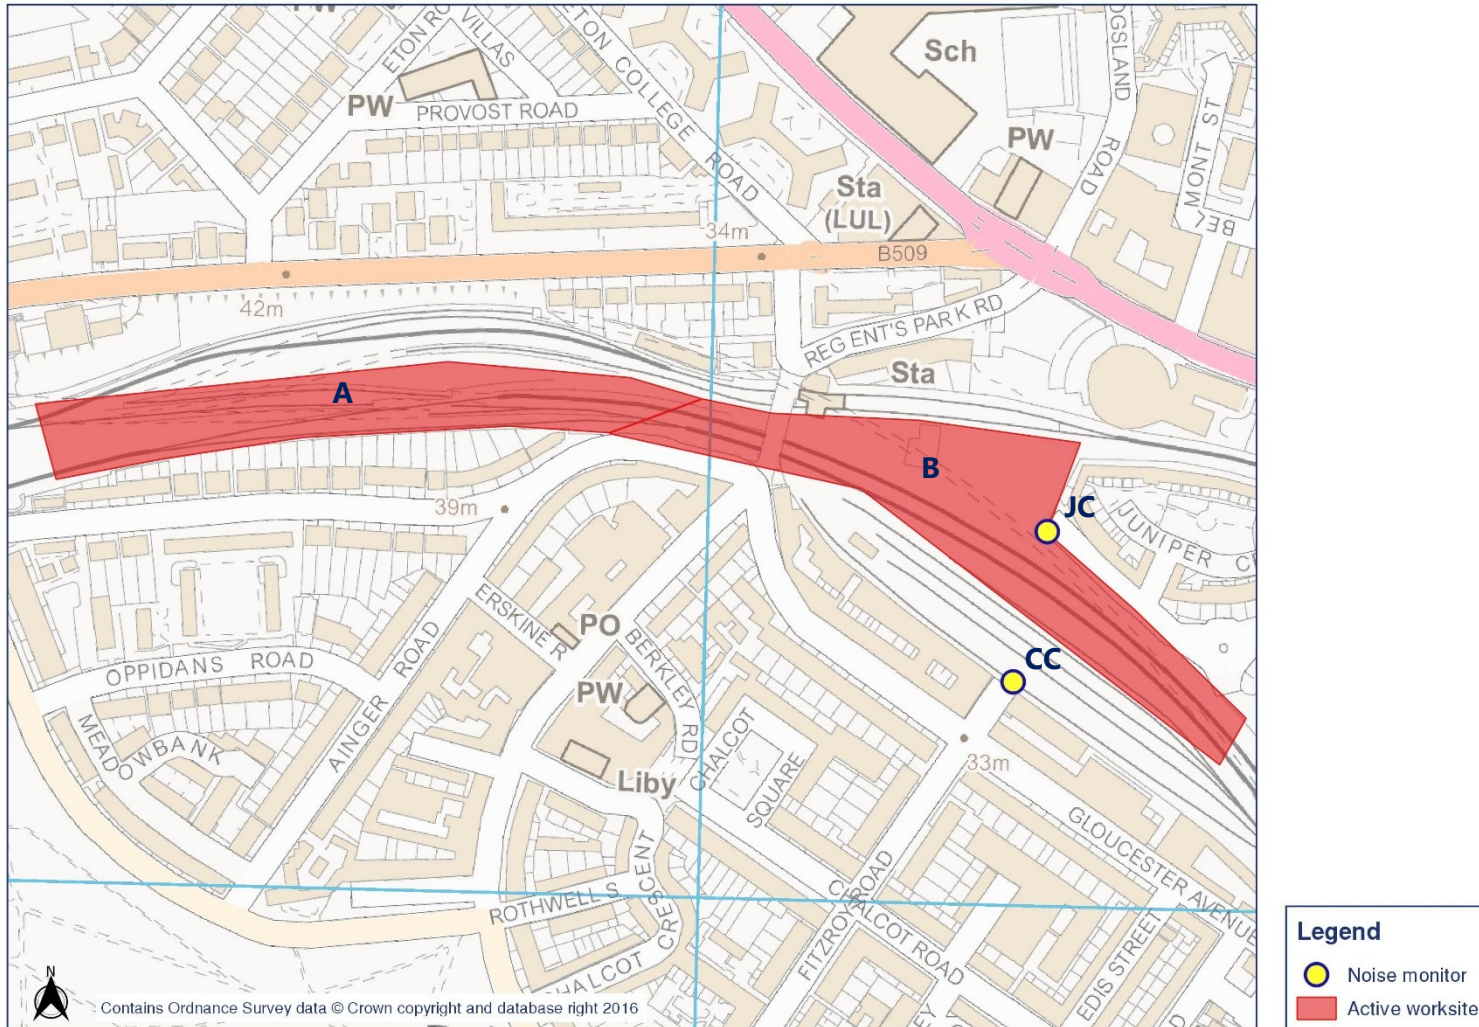 PW
ETON RO
VILLAS
ETON COLLEGE ROAD
Sch
OGSLAND ROAD
PW
PROVOST ROAD
PW
MONT ST
Sta
(LUL)
34m
B509
42m
REGENT'S PARK RD
Sta
A
B
JC
JUNIPER C
39m
ERSKINE R
PO
BERKLEY RD
CC
OPPIDANS ROAD
AINGER ROAD
PW
MEADOWBANK
CHALCOT SQUARE
33m
Liby
GLOUCESTER AVENUE
CHALCOT ROAD
FITZROY ROAD
ROTHWELL S
CRESCENT
EDIS STREET
HALCOT
N
Contains Ordnance Survey data © Crown copyright and database right 2016
Legend
Noise monitor
Active worksite